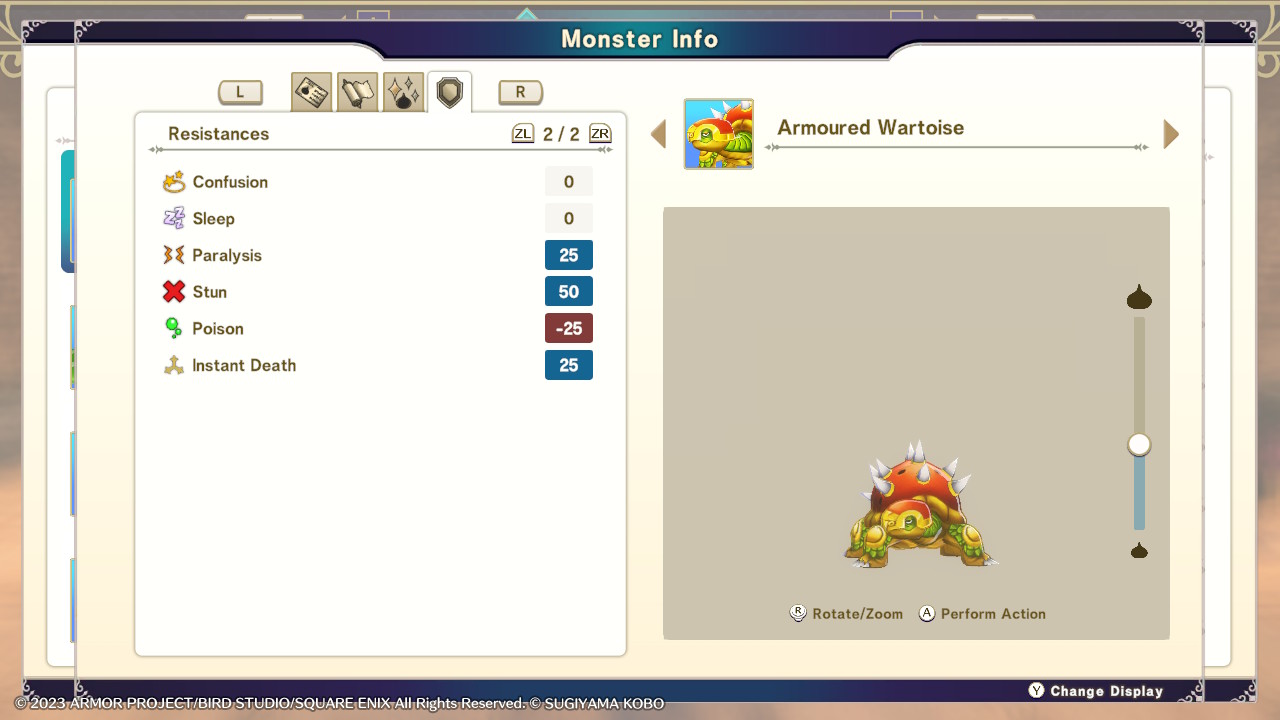 Monster Info
L
R
Resistances
ZL 2 / 2 ZR
Confusion 0
Sleep 0
Paralysis 25
Stun 50
Poison -25
Instant Death 25
Armoured Wartoise
R Rotate/Zoom A Perform Action
Y Change Display
© 2023 ARMOR PROJECT/BIRD STUDIO/SQUARE ENIX All Rights Reserved. © SUGIYAMA KOBO